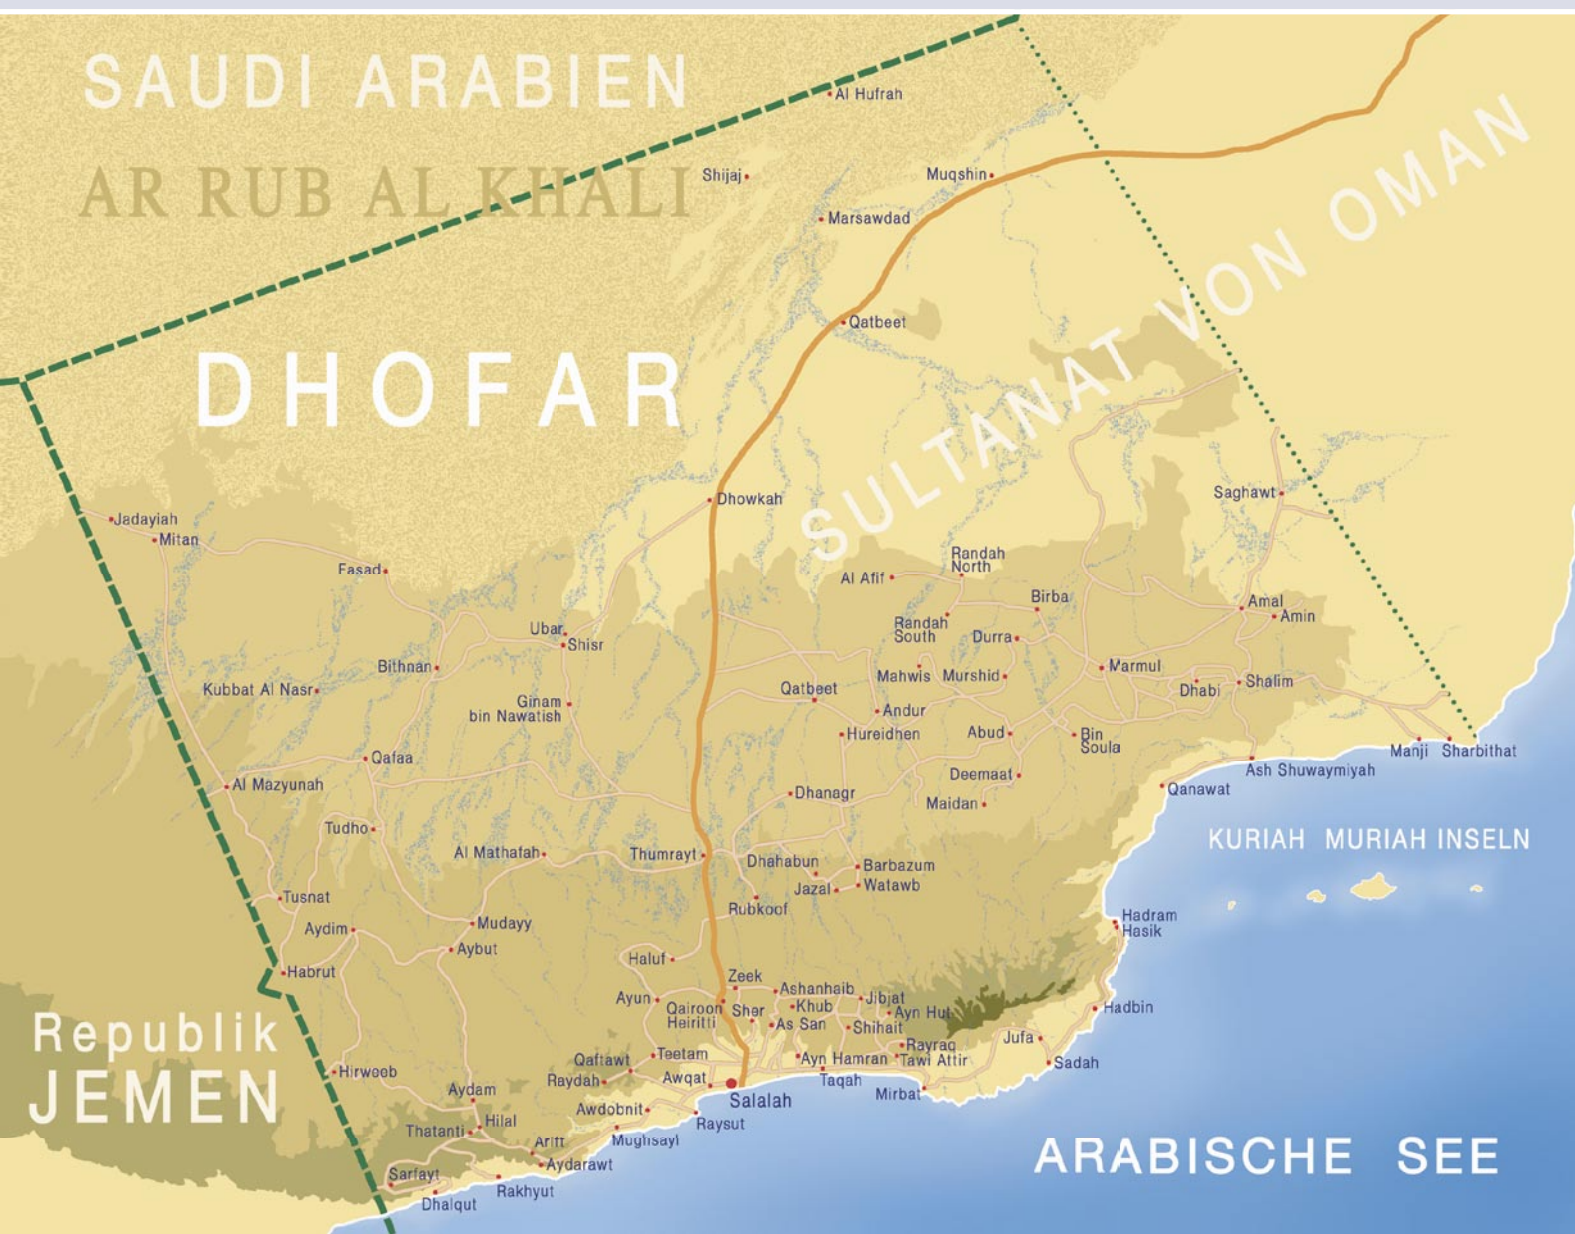 SAUDI ARABIEN
AR RUB AL KHALI
DHOFAR
SULTANAT VON OMAN
Al Hufrah
Shijaj
Muqshin
Marsawdad
Qatbeet
Dhowkah
Saghawt
Jadayiah
Mitan
Fasad
Al Afif
Randah
North
Birba
Amal
Amin
Randah
South
Durra
Ubar
Shisr
Bithnan
Kubbat Al Nasr
Mahwis
Murshid
Marmul
Dhabi
Shalim
Qatbeet
Ginam
bin Nawatish
Andur
Hureidhen
Abud
Bin
Soula
Manji
Sharbithat
Qafaa
Al Mazyunah
Ash Shuwaymiyah
Deemaat
Qanawat
Dhanagr
Maidan
Tudho
KURIAH MURIAH INSELN
Al Mathafah
Thumrayt
Dhahabun
Barbazum
Jazal
Watawb
Tusnat
Rubkoof
Aydim
Mudayy
Hadram
Hasik
Aybut
Haluf
Habrut
Zeek
Ashanhaib
Ayun
Qairoon
Heiritti
Sher
Khub
Jibjat
Ayn Hut
Hadbin
As San
Shihait
Republik
JEMEN
Jufa
Rayraq
Qaftawt
Teetam
Ayn Hamran
Tawi Attir
Sadah
Hirweeb
Raydah
Awqat
Taqah
Aydam
Salalah
Mirbat
Awdobnit
Raysut
Hilal
Thatanti
Mughsayl
Aritt
ARABISCHE SEE
Aydarawt
Sarfayt
Rakhyut
Dhalqut